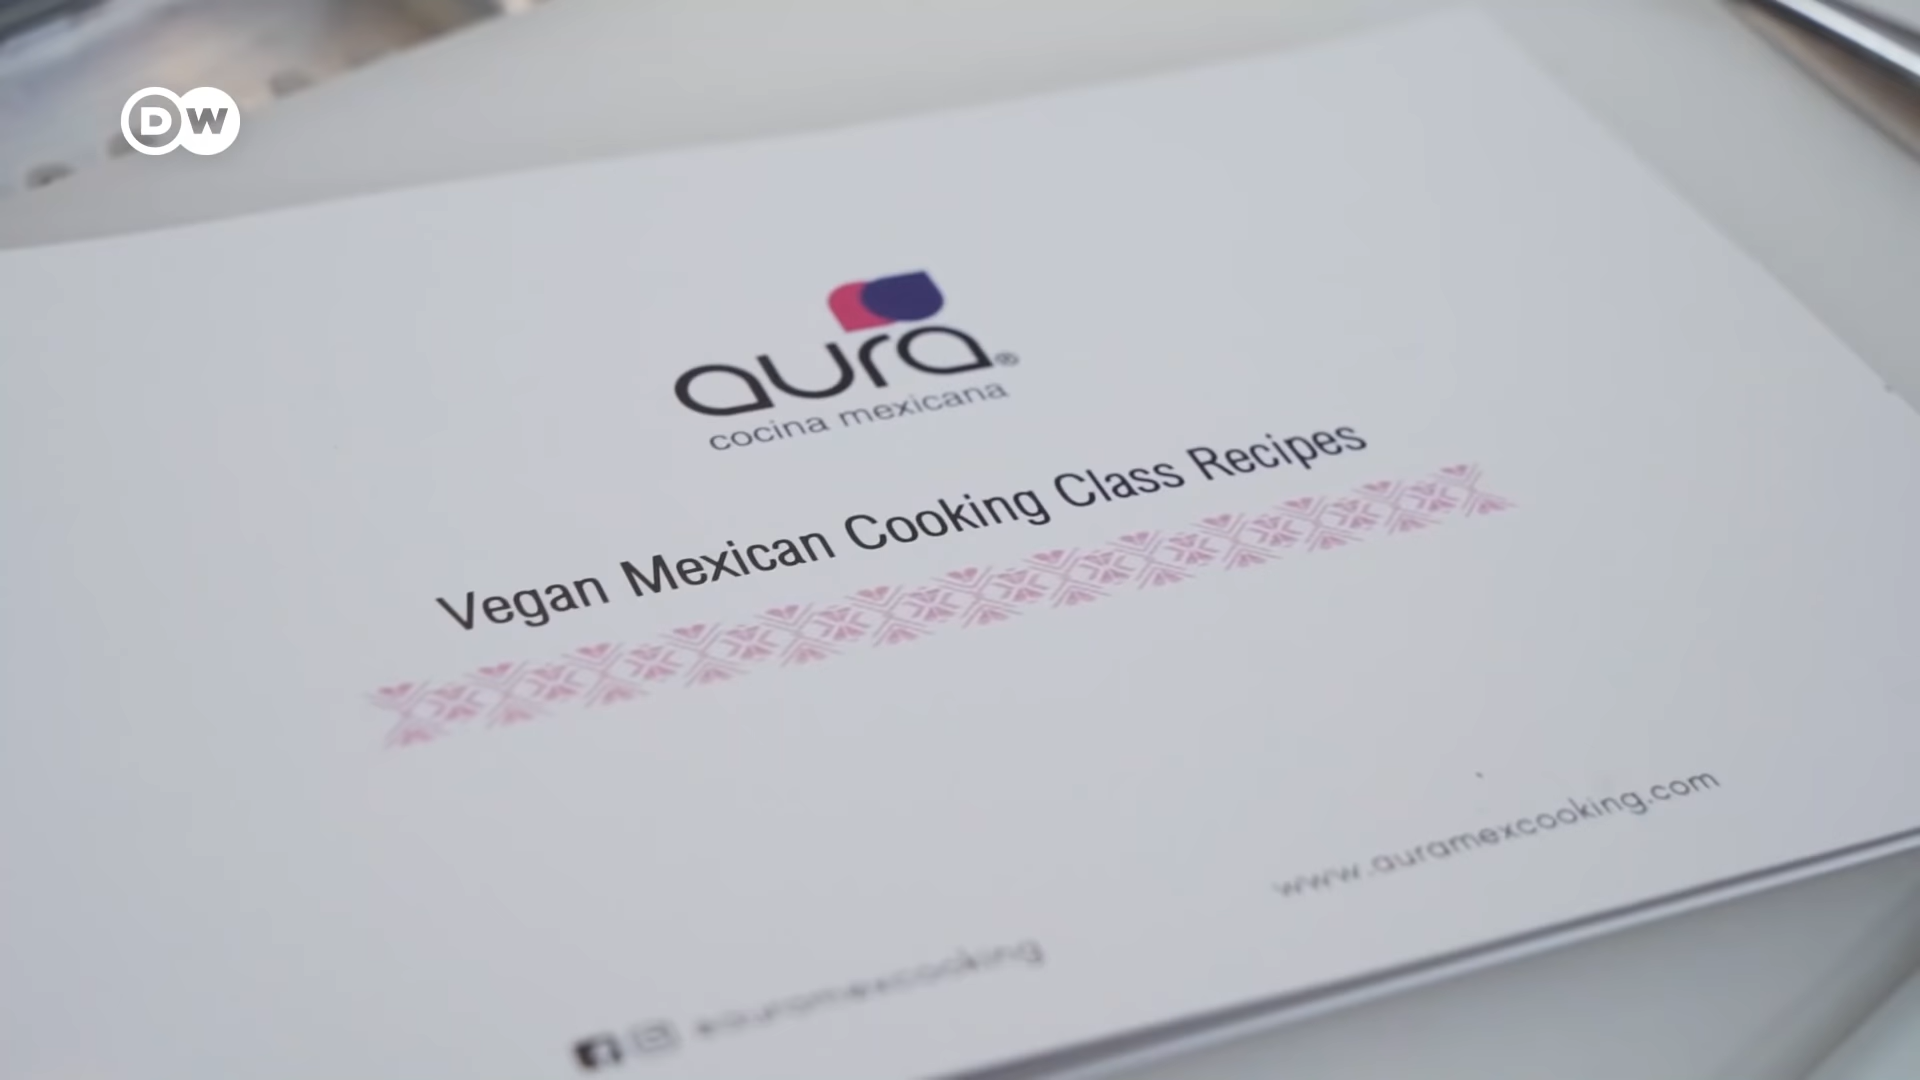 DW
aura®
cocina mexicana
Vegan Mexican Cooking Class Recipes
www.auramexcooking.com
auramexcooking